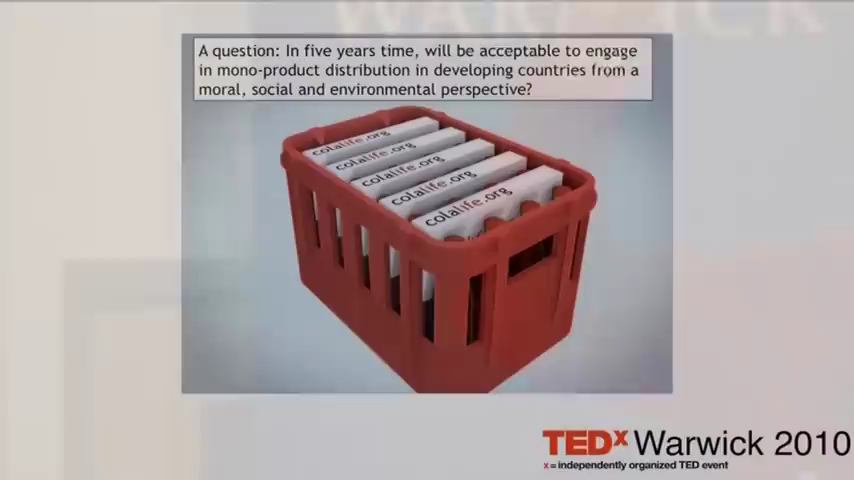 WARWICK
A question: In five years time, will be acceptable to engage
in mono-product distribution in developing countries from a
moral, social and environmental perspective?
colalife.org
colalife.org
colalife.org
colalife.org
colalife.org
TEDx Warwick 2010
x = independently organized TED event